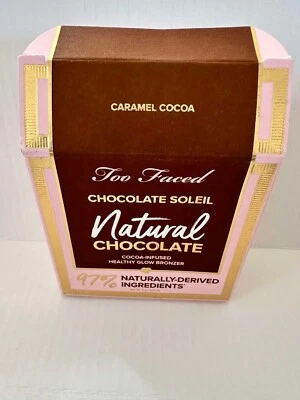 CARAMEL COCOA
Too Faced
CHOCOLATE SOLEIL
Natural
CHOCOLATE
COCOA-INFUSED
HEALTHY GLOW BRONZER
97% NATURALLY-DERIVED
INGREDIENTS*